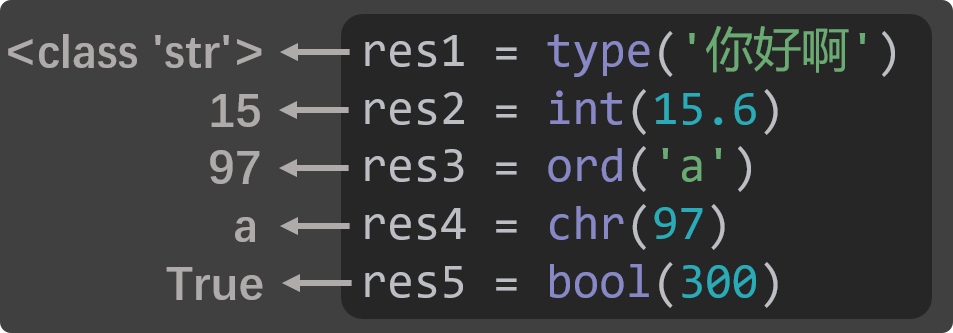 <class 'str'> res1 = type('你好啊')
15 res2 = int(15.6)
97 res3 = ord('a')
a res4 = chr(97)
True res5 = bool(300)